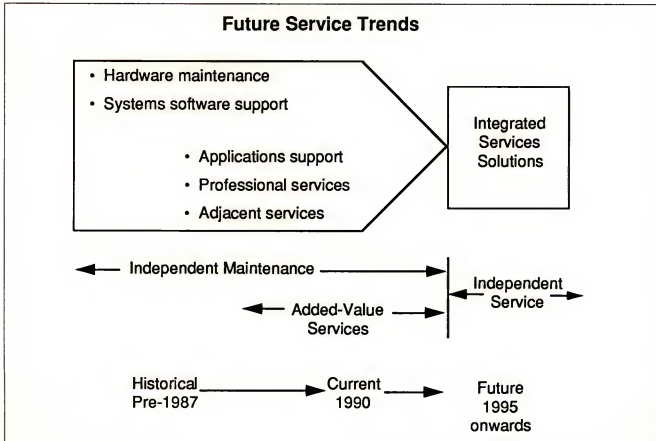 Future Service Trends
• Hardware maintenance
• Systems software support
• Applications support
• Professional services
• Adjacent services
Integrated
Services
Solutions
Independent Maintenance
Independent
Service
Added-Value
Services
Historical
Pre-1987
Current
1990
Future
1995
onwards